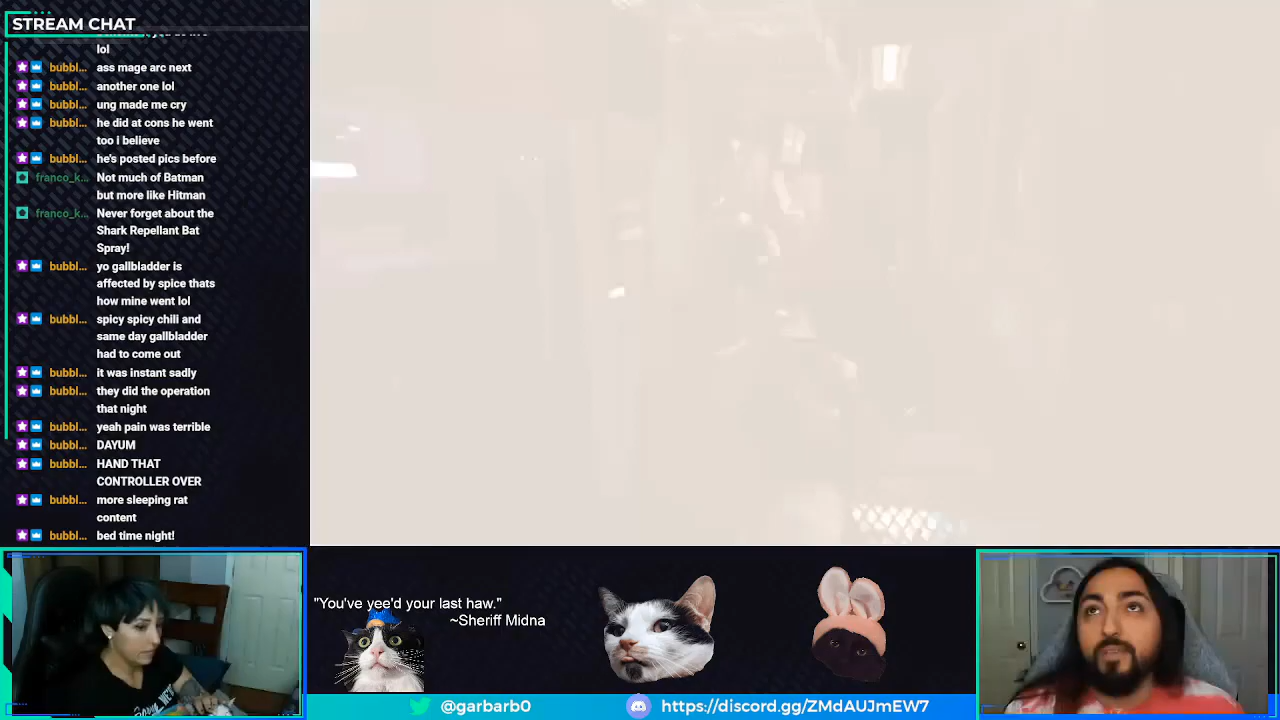 STREAM CHAT
lol
bubbl... ass mage arc next
bubbl... another one lol
bubbl... ung made me cry
bubbl... he did at cons he went
too i believe
bubbl... he's posted pics before
franco_k... Not much of Batman
but more like Hitman
franco_k... Never forget about the
Shark Repellant Bat
Spray!
bubbl... yo gallbladder is
affected by spice thats
how mine went lol
bubbl... spicy spicy chili and
same day gallbladder
had to come out
bubbl... it was instant sadly
bubbl... they did the operation
that night
bubbl... yeah pain was terrible
bubbl... DAYUM
bubbl... HAND THAT
CONTROLLER OVER
bubbl... more sleeping rat
content
bubbl... bed time night!
"You've yee'd your last haw."
~Sheriff Midna
@garbarb0
https://discord.gg/ZMdAUJmEW7